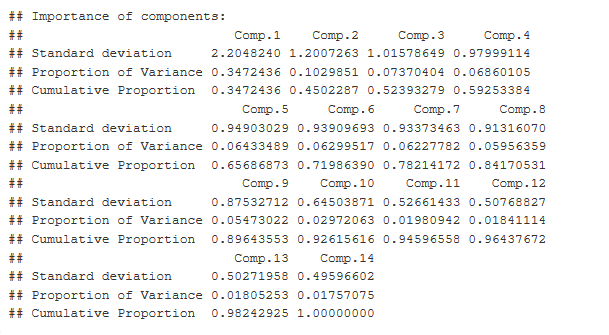 ## Importance of components:
##                           Comp.1    Comp.2     Comp.3     Comp.4
## Standard deviation     2.2048240 1.2007263 1.01578649 0.97999114
## Proportion of Variance 0.3472436 0.1029851 0.07370404 0.06860105
## Cumulative Proportion  0.3472436 0.4502287 0.52393279 0.59253384
##                            Comp.5     Comp.6     Comp.7     Comp.8
## Standard deviation     0.94903029 0.93909693 0.93373463 0.91316070
## Proportion of Variance 0.06433489 0.06299517 0.06227782 0.05956359
## Cumulative Proportion  0.65686873 0.71986390 0.78214172 0.84170531
##                            Comp.9    Comp.10    Comp.11    Comp.12
## Standard deviation     0.87532712 0.64503871 0.52661433 0.50768827
## Proportion of Variance 0.05473022 0.02972063 0.01980942 0.01841114
## Cumulative Proportion  0.89643553 0.92615616 0.94596558 0.96437672
##                           Comp.13    Comp.14
## Standard deviation     0.50271958 0.49596602
## Proportion of Variance 0.01805253 0.01757075
## Cumulative Proportion  0.98242925 1.00000000